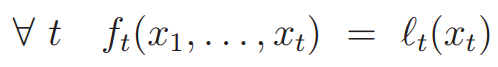 ∀ t f_t(x_1, . . . , x_t) = ℓ_t(x_t)